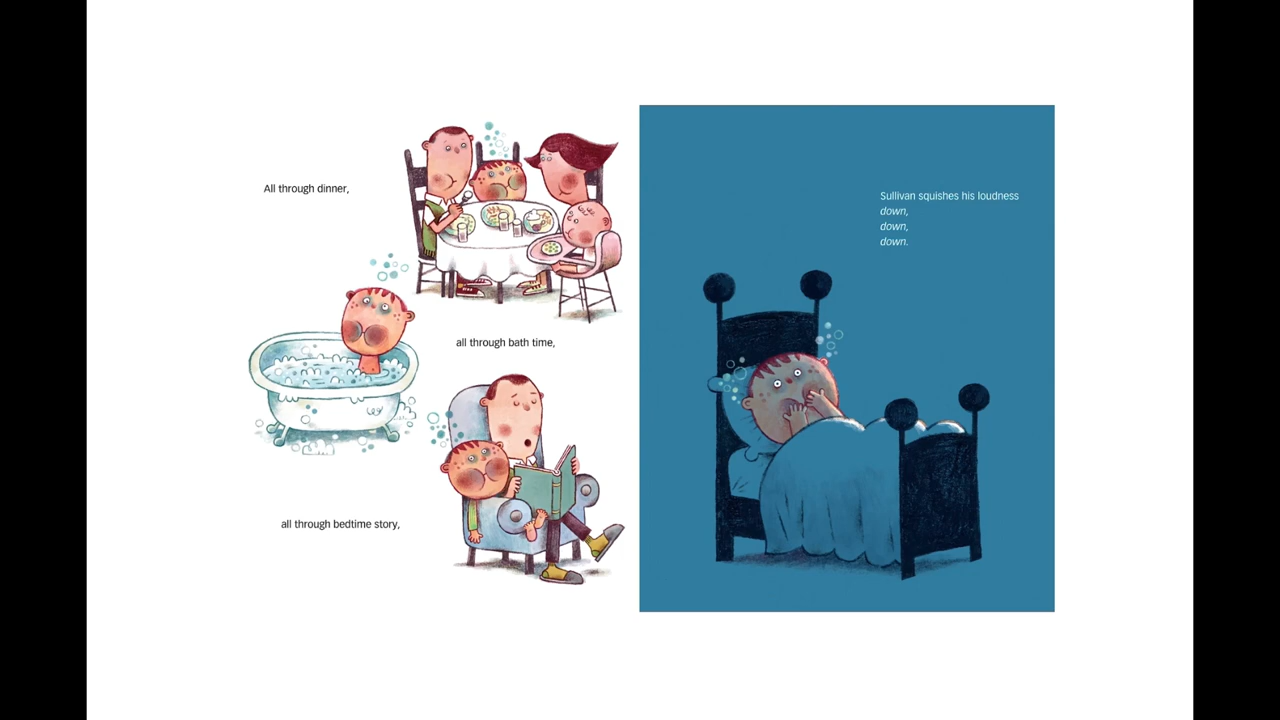 All through dinner,
all through bath time,
all through bedtime story,
Sullivan squishes his loudness
down,
down,
down.